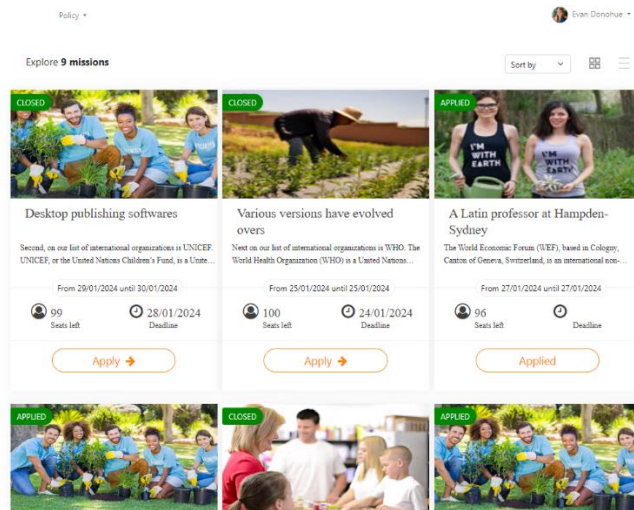 Policy
Evan Donohue
Explore 9 missions
Sort by
CLOSED
CLOSED
APPLIED
I'M
WITH
EARTH
I'M
WITH
EARTH
Desktop publishing softwares
Various versions have evolved
overs
A Latin professor at Hampden-
Sydney
Second, on our list of international organizations is UNICEF.
UNICEF, or the United Nations Children's Fund, is a Unite…
Next on our list of international organizations is WHO. The
World Health Organization (WHO) is a United Nations…
The World Economic Forum (WEF), based in Cologny,
Canton of Geneva, Switzerland, is an international non-…
From 29/01/2024 until 30/01/2024
From 25/01/2024 until 25/01/2024
From 27/01/2024 until 27/01/2024
99
Seats left
28/01/2024
Deadline
100
Seats left
24/01/2024
Deadline
96
Seats left
Deadline
Apply
Apply
Applied
APPLIED
CLOSED
APPLIED